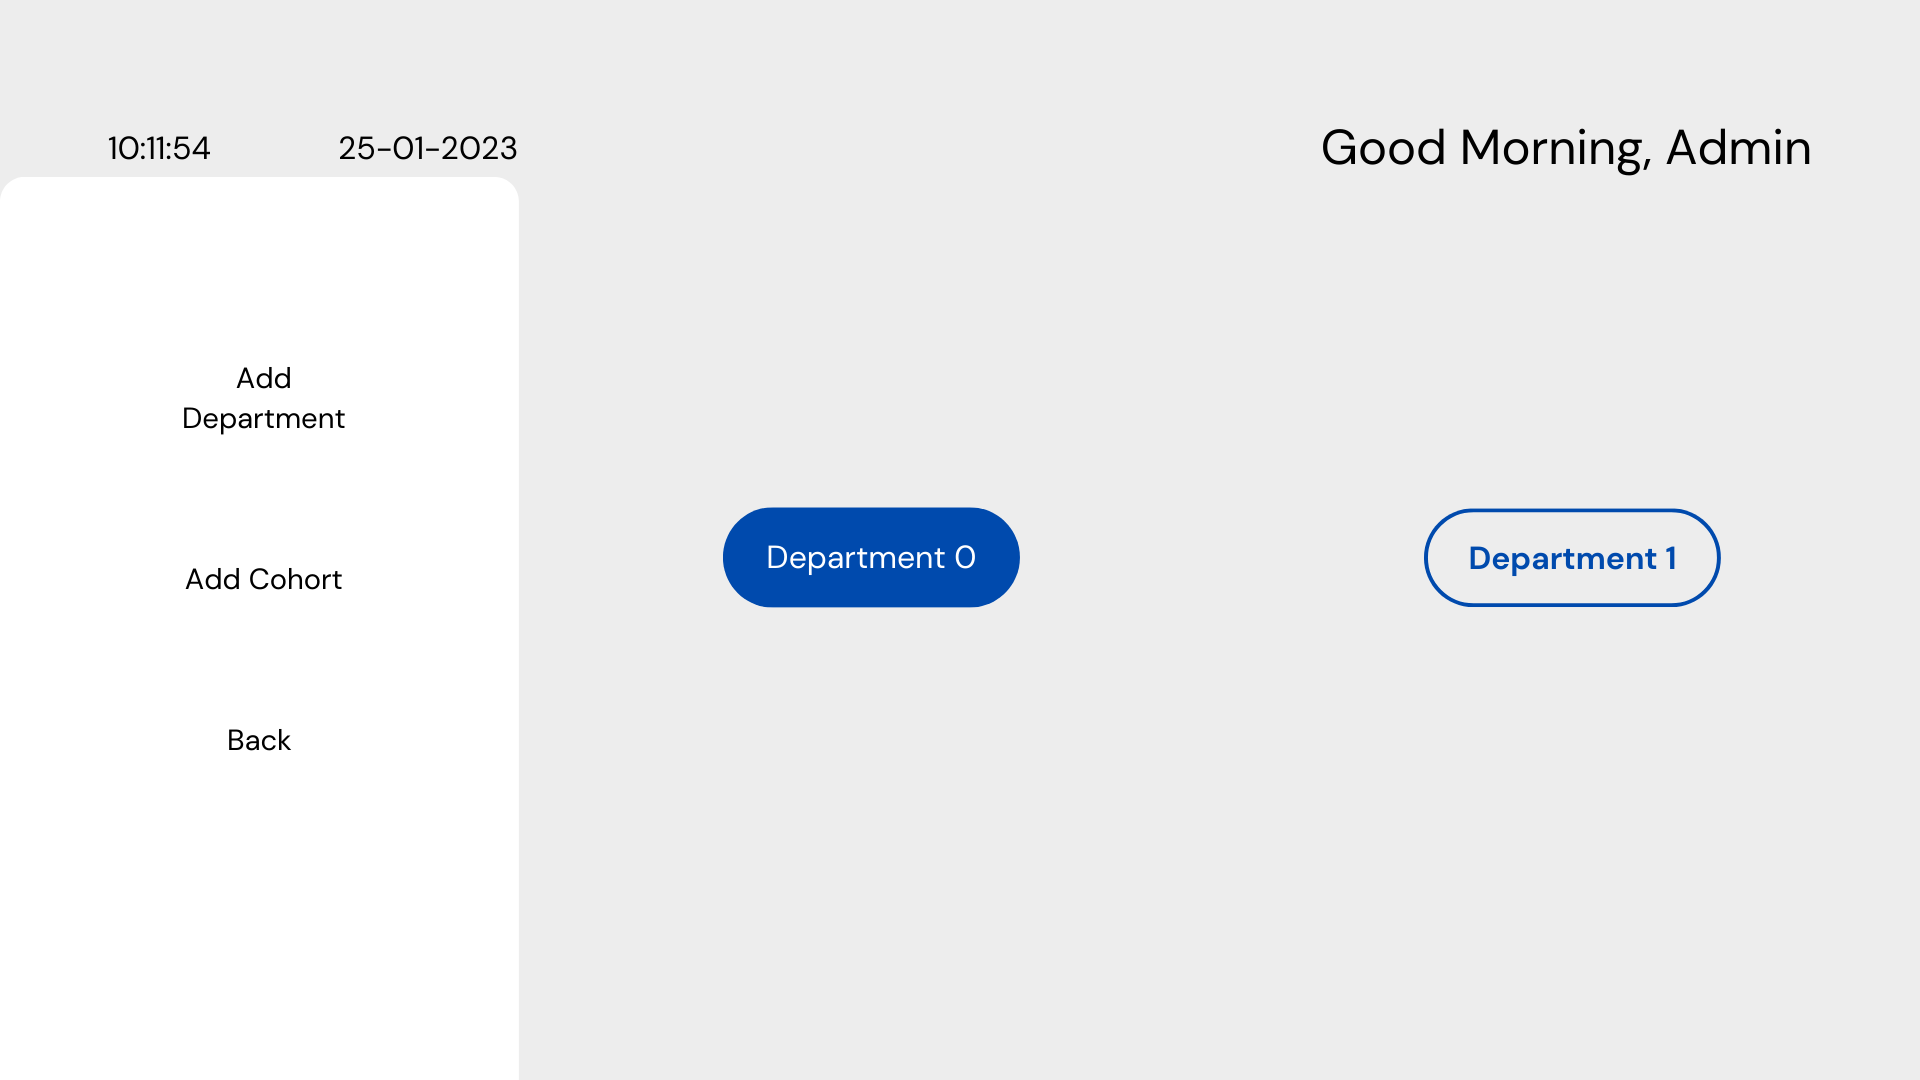 10:11:54
25-01-2023
Good Morning, Admin
Add
Department
Add Cohort
Back
Department 0
Department 1